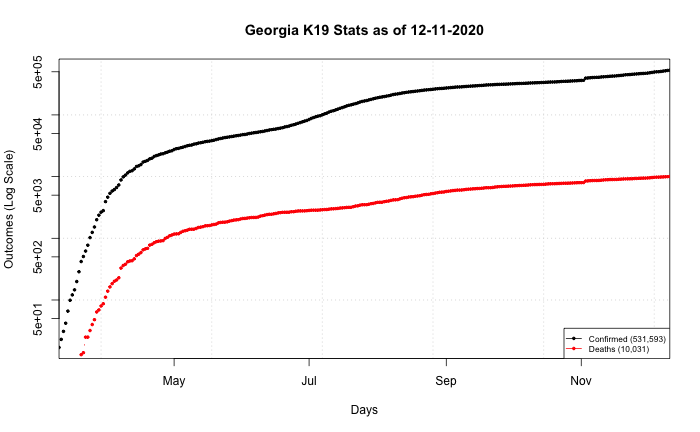 Georgia K19 Stats as of 12-11-2020
Outcomes (Log Scale)
5e+05
5e+04
5e+03
5e+02
5e+01
Confirmed (531,593)
Deaths (10,031)
May
Jul
Sep
Nov
Days